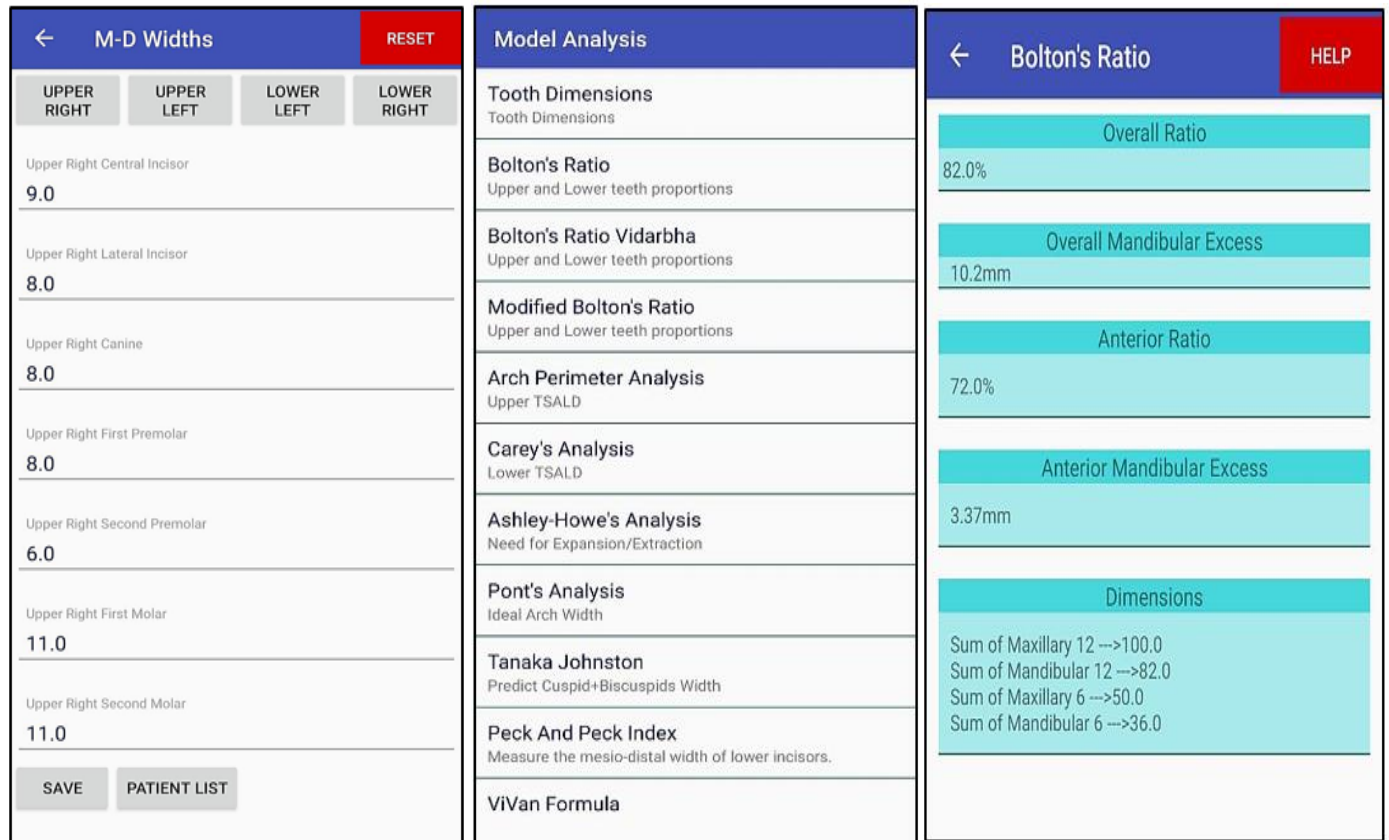 M-D Widths
RESET
UPPER
RIGHT
UPPER
LEFT
LOWER
LEFT
LOWER
RIGHT
Upper Right Central Incisor
9.0
Upper Right Lateral Incisor
8.0
Upper Right Canine
8.0
Upper Right First Premolar
8.0
Upper Right Second Premolar
6.0
Upper Right First Molar
11.0
Upper Right Second Molar
11.0
SAVE
PATIENT LIST
Model Analysis
Tooth Dimensions
Tooth Dimensions
Bolton's Ratio
Upper and Lower teeth proportions
Bolton's Ratio Vidarbha
Upper and Lower teeth proportions
Modified Bolton's Ratio
Upper and Lower teeth proportions
Arch Perimeter Analysis
Upper TSALD
Carey's Analysis
Lower TSALD
Ashley-Howe's Analysis
Need for Expansion/Extraction
Pont's Analysis
Ideal Arch Width
Tanaka Johnston
Predict Cuspid+Biscuspids Width
Peck And Peck Index
Measure the mesio-distal width of lower incisors.
ViVan Formula
Bolton's Ratio
HELP
Overall Ratio
82.0%
Overall Mandibular Excess
10.2mm
Anterior Ratio
72.0%
Anterior Mandibular Excess
3.37mm
Dimensions
Sum of Maxillary 12 --->100.0
Sum of Mandibular 12 --->82.0
Sum of Maxillary 6 --->50.0
Sum of Mandibular 6 --->36.0